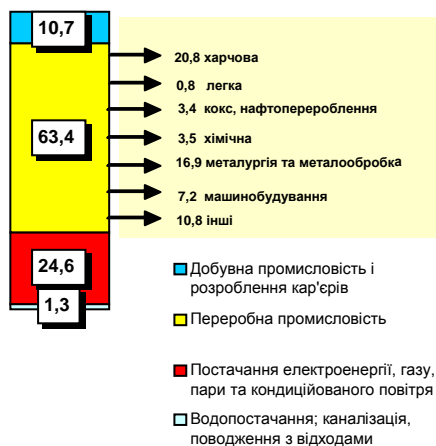 10,7
20,8 харчова
0,8 легка
3,4 кокс, нафтоперероблення
63,4
3,5 хімічна
16,9 металургія та металообробка
7,2 машинобудування
10,8 інші
24,6
1,3
Добувна промисловість і
розроблення кар'єрів
Переробна промисловість
Постачання електроенергії, газу,
пари та кондиційованого повітря
Водопостачання; каналізація,
поводження з відходами